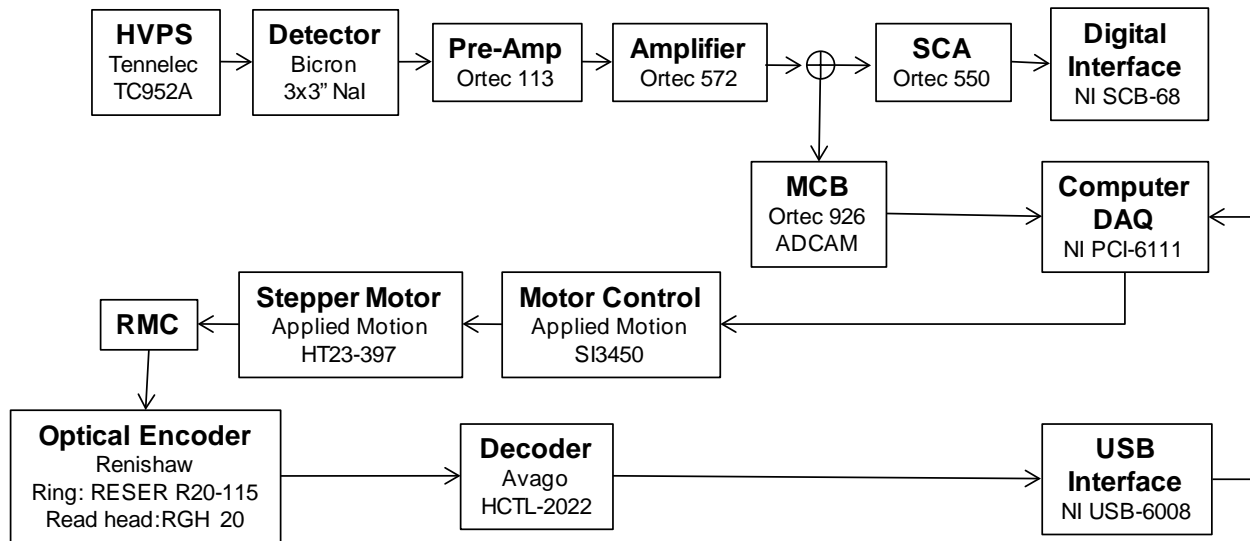 HVPS
Tennelec
TC952A
Detector
Bicron
3x3” NaI
Pre-Amp
Ortec 113
Amplifier
Ortec 572
SCA
Ortec 550
Digital
Interface
NI SCB-68
MCB
Ortec 926
ADCAM
Computer
DAQ
NI PCI-6111
RMC
Stepper Motor
Applied Motion
HT23-397
Motor Control
Applied Motion
SI3450
Optical Encoder
Renishaw
Ring: RESER R20-115
Read head:RGH 20
Decoder
Avago
HCTL-2022
USB
Interface
NI USB-6008